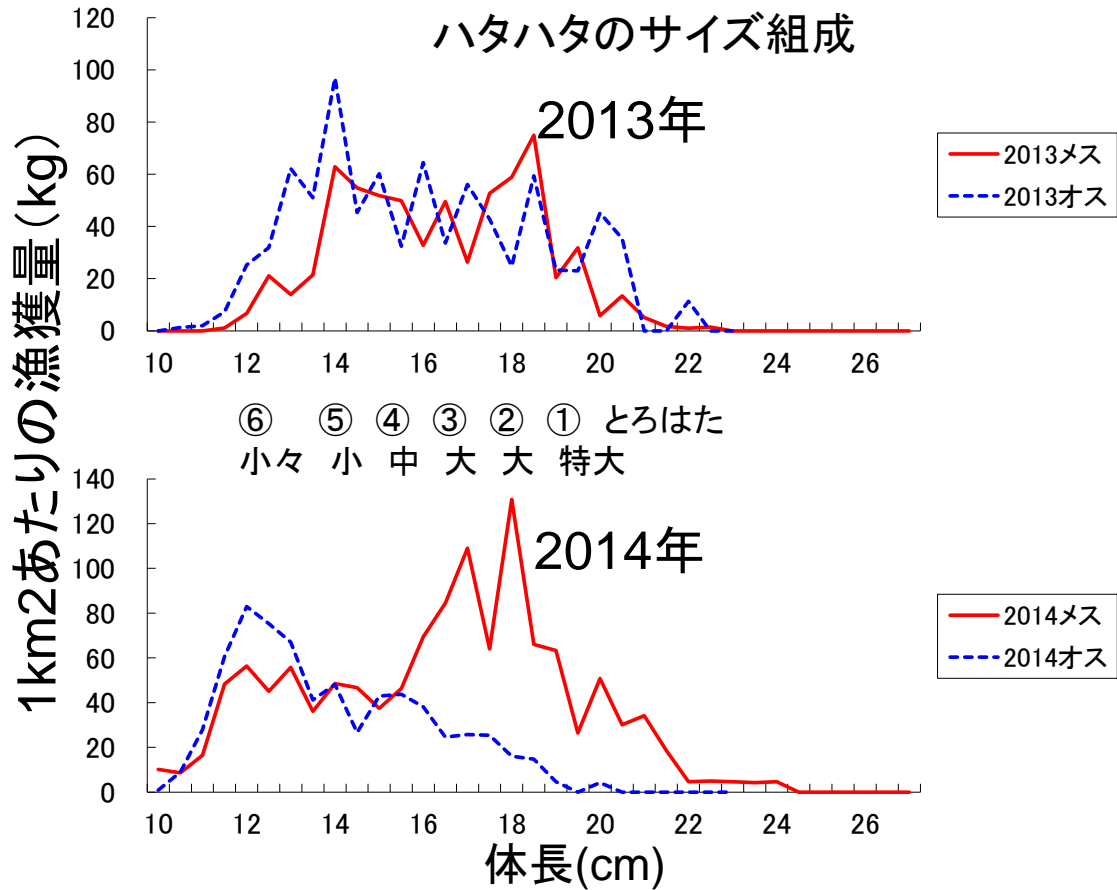 ハタハタのサイズ組成
1km2あたりの漁獲量(kg)
120
100
80
60
40
20
0
2013年
2013メス
2013オス
10 12 14 16 18 20 22 24 26
⑥ ⑤ ④ ③ ② ① とろはた
小々 小 中 大 大 特大
140
120
100
80
60
40
20
0
2014年
2014メス
2014オス
10 12 14 16 18 20 22 24 26
体長(cm)